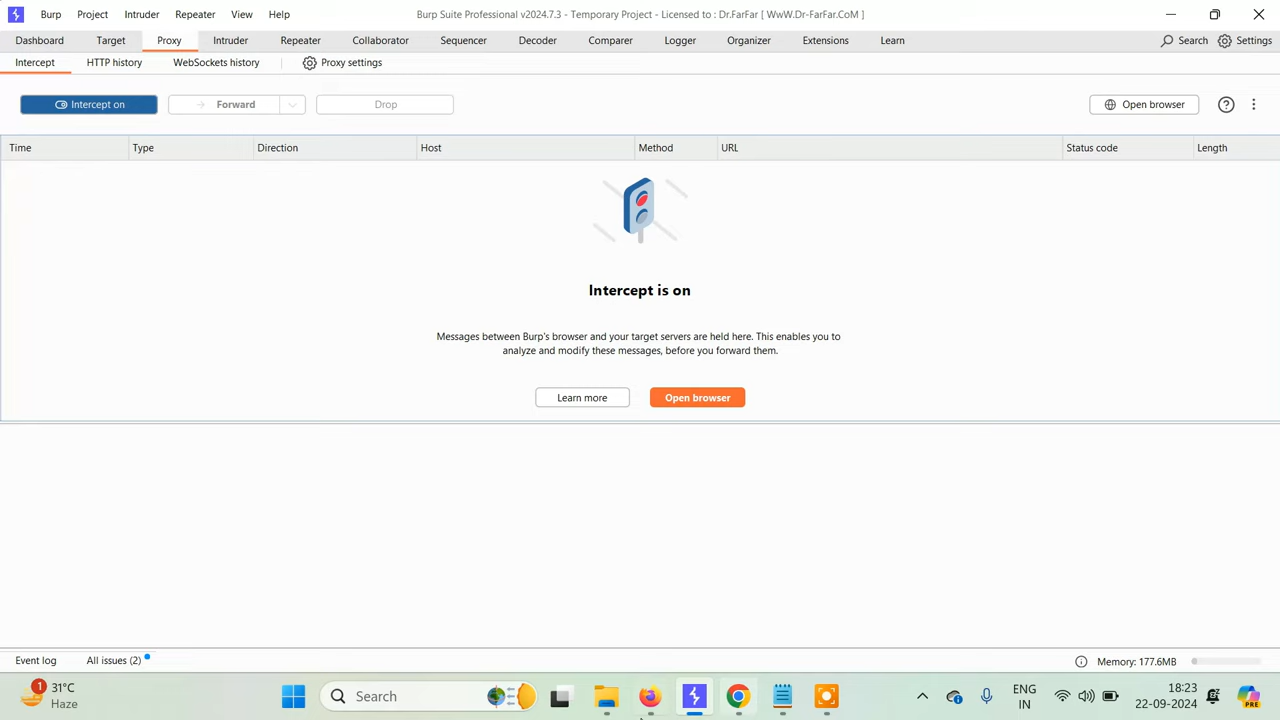 Burp Project Intruder Repeater View Help Burp Suite Professional v2024.7.3 - Temporary Project - Licensed to : Dr.FarFar [ WwW.Dr-FarFar.CoM ]
Dashboard Target Proxy Intruder Repeater Collaborator Sequencer Decoder Comparer Logger Organizer Extensions Learn Search Settings
Intercept HTTP history WebSockets history Proxy settings
Intercept on Forward Drop Open browser
Time Type Direction Host Method URL Status code Length
Intercept is on
Messages between Burp's browser and your target servers are held here. This enables you to
analyze and modify these messages, before you forward them.
Learn more Open browser
Event log All issues (2) Memory: 177.6MB
1 31°C
Haze
Search
ENG
IN
18:23
22-09-2024
PRE